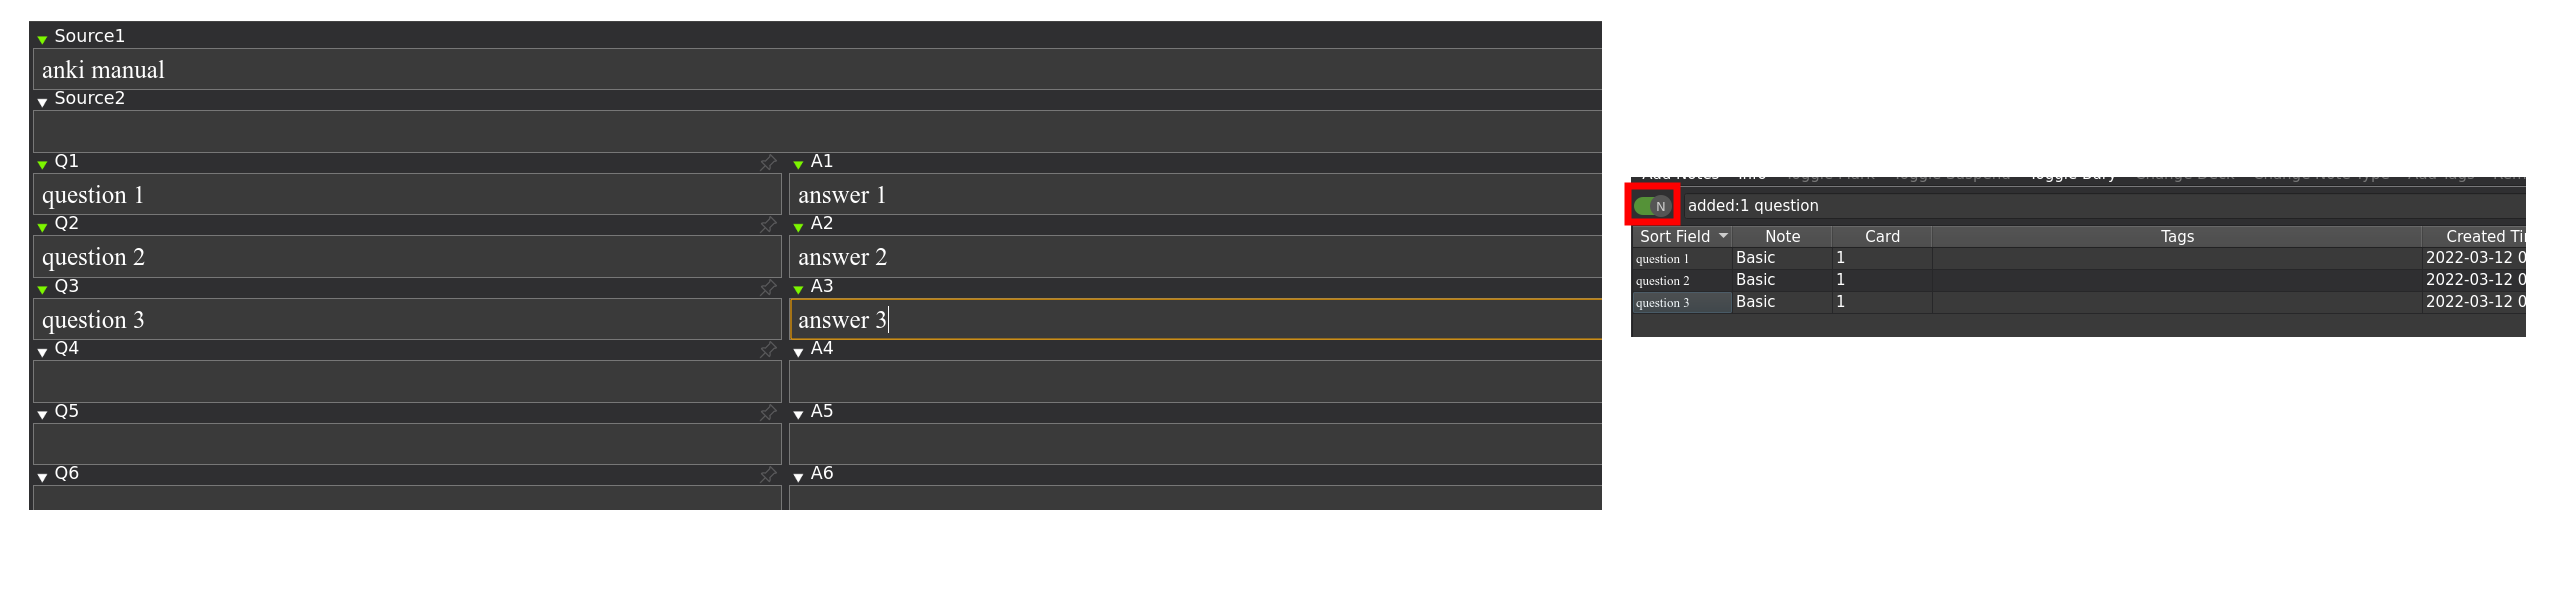 Source1
anki manual
Source2
Q1 A1
question 1 answer 1
Q2 A2
question 2 answer 2
Q3 A3
question 3 answer 3
Q4 A4
Q5 A5
Q6 A6
N added:1 question
Sort Field Note Card Tags Created Ti
question 1 Basic 1 2022-03-12 0
question 2 Basic 1 2022-03-12 0
question 3 Basic 1 2022-03-12 0